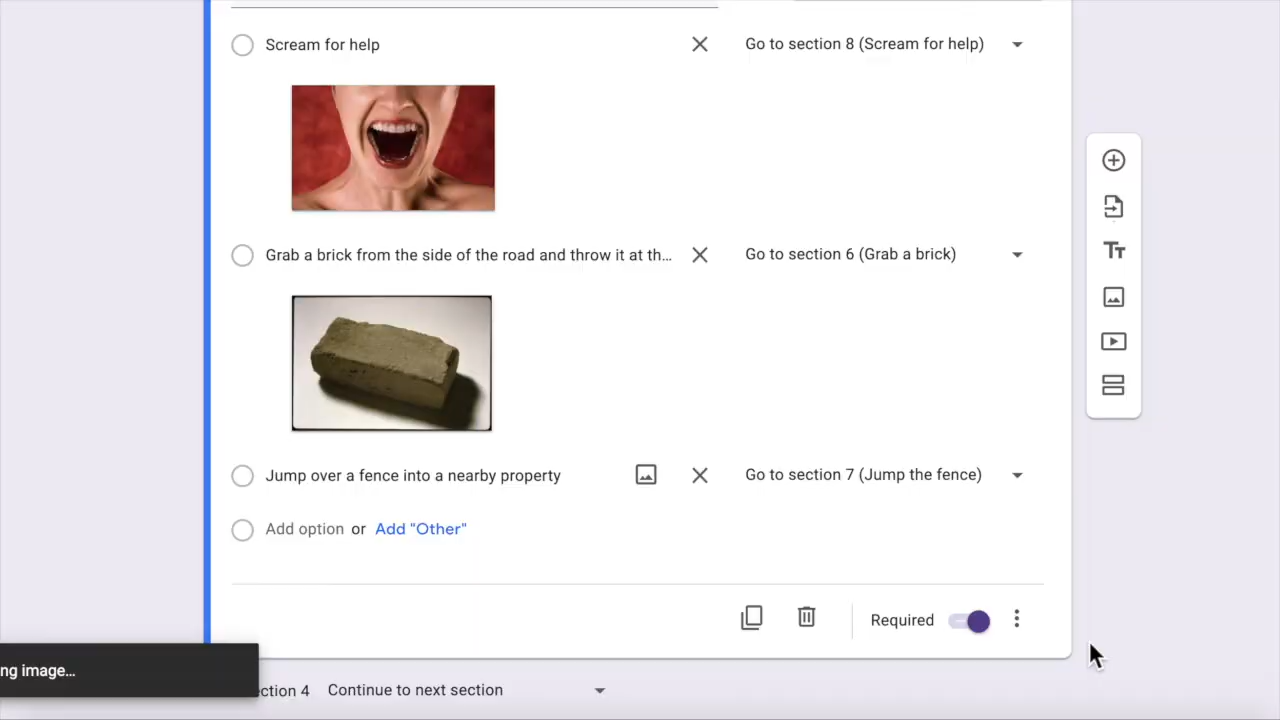 Scream for help
Go to section 8 (Scream for help)
Grab a brick from the side of the road and throw it at th...
Go to section 6 (Grab a brick)
Tt
Jump over a fence into a nearby property
Go to section 7 (Jump the fence)
Add option or Add "Other"
Required
ng image...
ection 4 Continue to next section